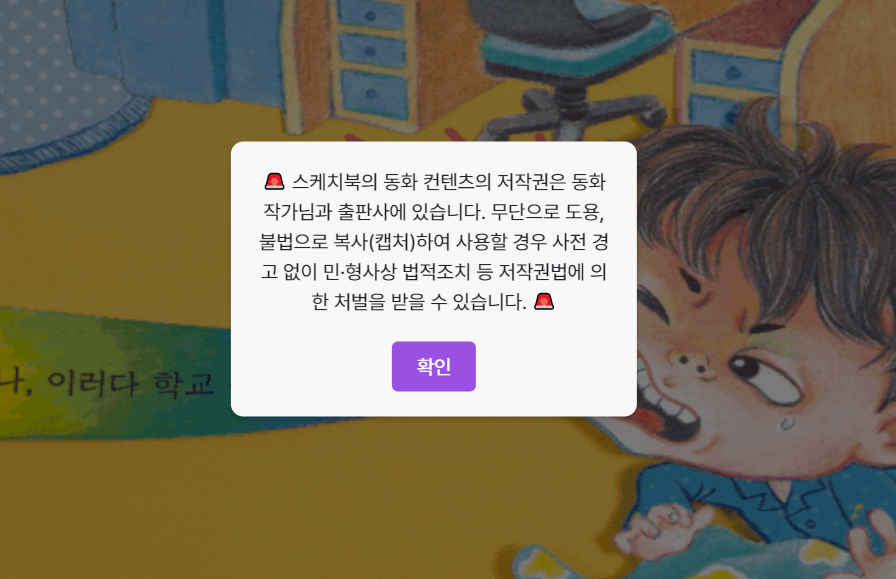 🚨 스케치북의 동화 컨텐츠의 저작권은 동화
작가님과 출판사에 있습니다. 무단으로 도용,
불법으로 복사(캡처)하여 사용할 경우 사전 경
고 없이 민·형사상 법적조치 등 저작권법에 의
한 처벌을 받을 수 있습니다. 🚨
확인
나, 이러다 학교